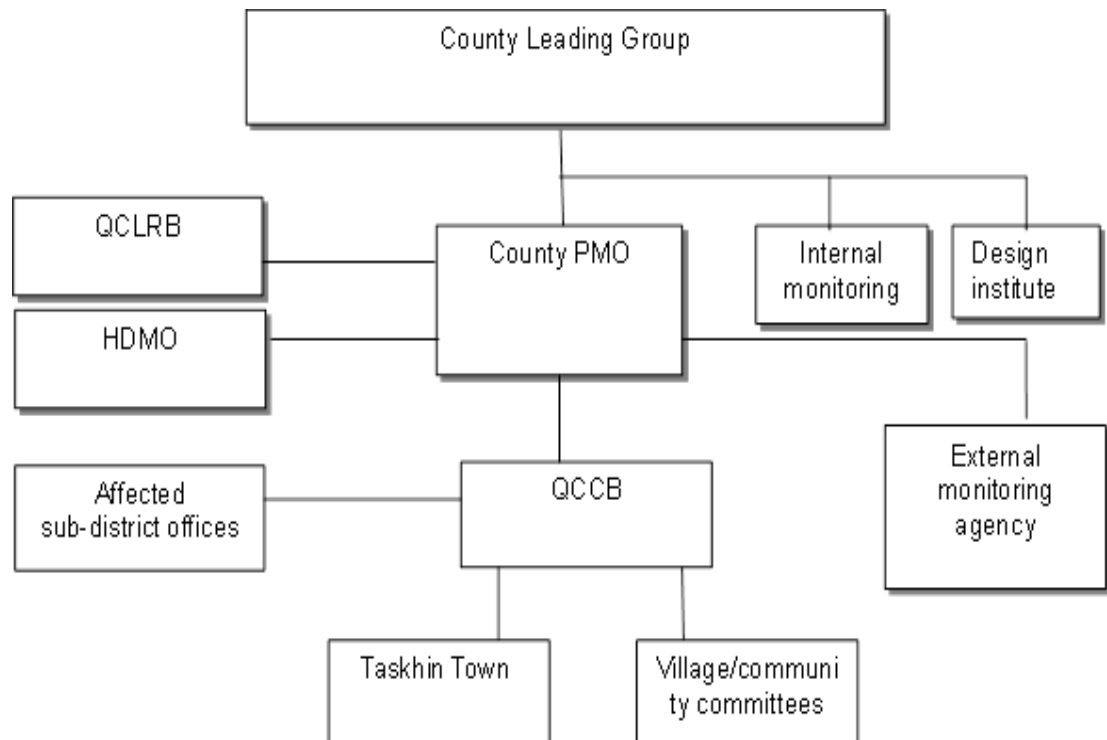 County Leading Group
QCLRB
County PMO
Internal
monitoring
Design
institute
HDMO
Affected
sub-district offices
QCCB
External
monitoring
agency
Taskhin Town
Village/communi
ty committees